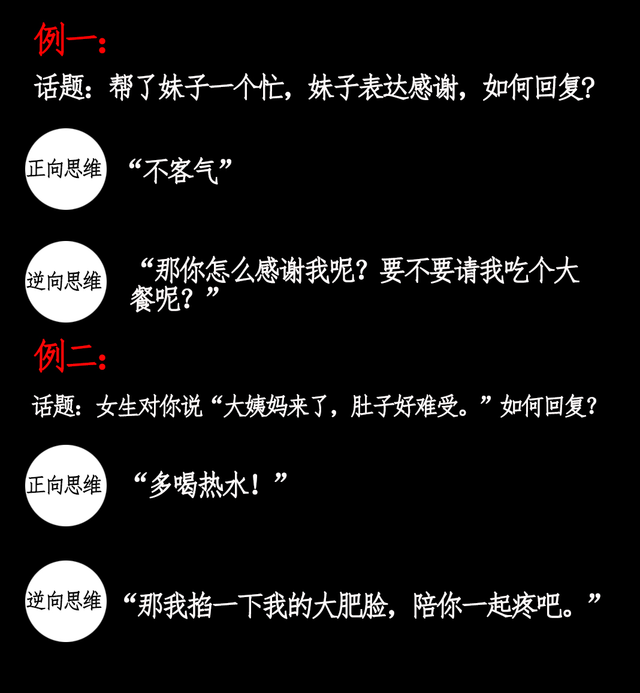 例一：
话题：帮了妹子一个忙，妹子表达感谢，如何回复？
正向思维
“不客气”
逆向思维
“那你怎么感谢我呢？要不要请我吃个大
餐呢？”
例二：
话题：女生对你说“大姨妈来了，肚子好难受。”如何回复？
正向思维
“多喝热水！”
逆向思维
“那我掐一下我的大肥脸，陪你一起疼吧。”